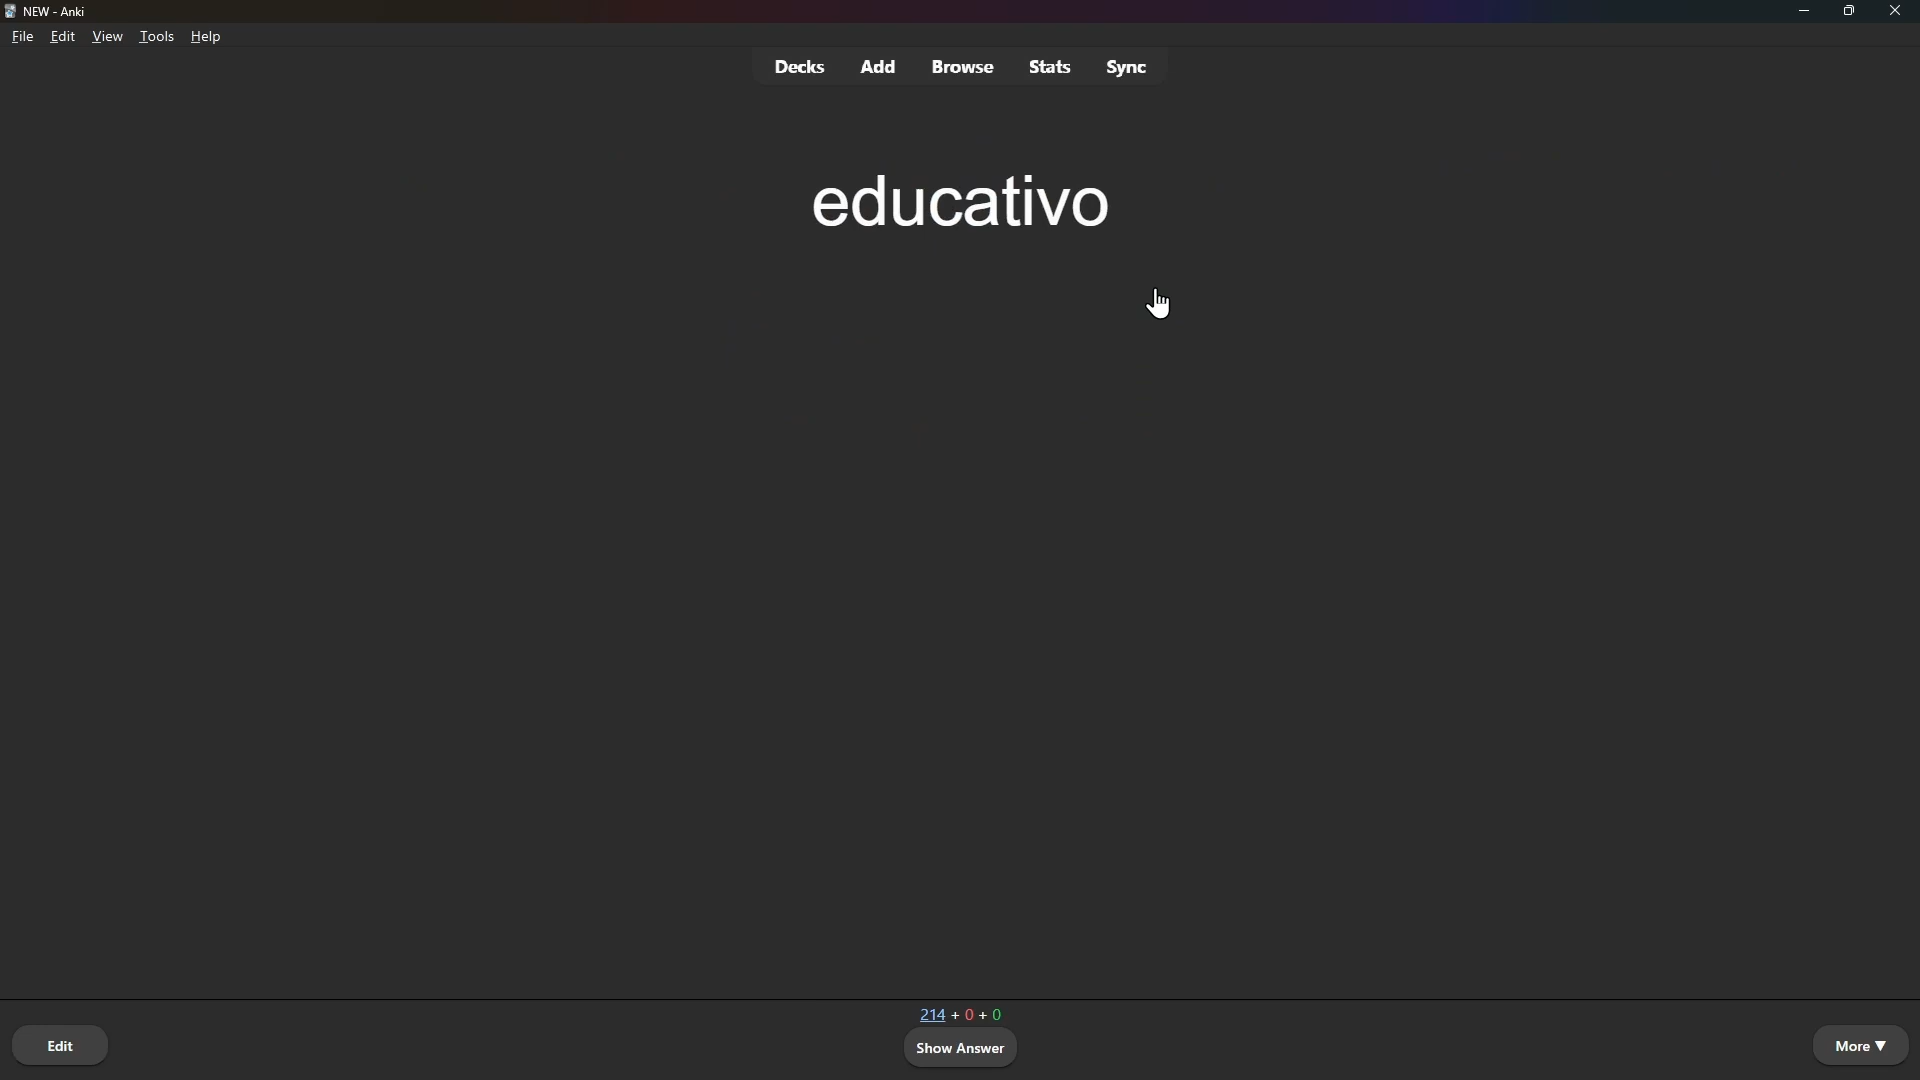 NEW - Anki
File Edit View Tools Help
Decks Add Browse Stats Sync
educativo
214 + 0 + 0
Edit Show Answer More ▼